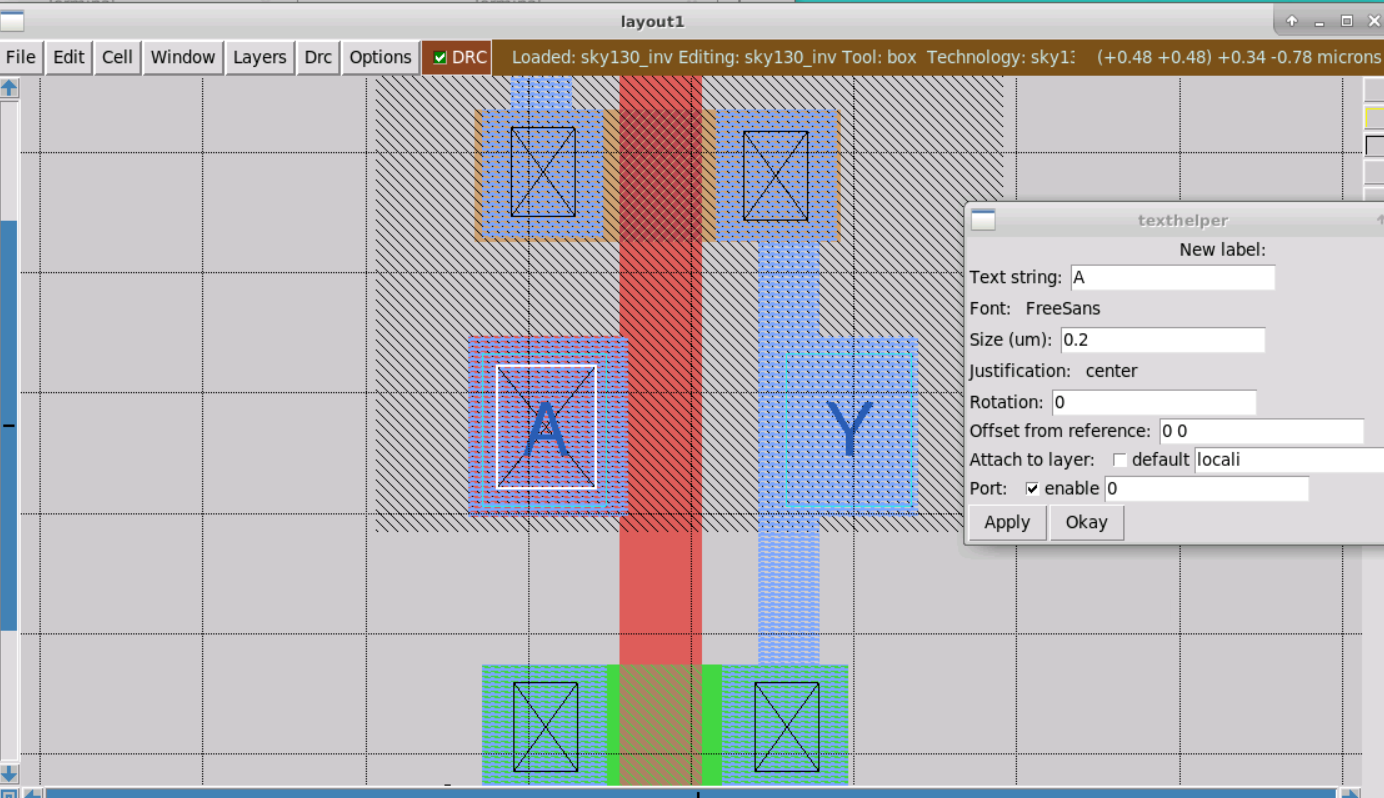 layout1
File Edit Cell Window Layers Drc Options DRC Loaded: sky130_inv Editing: sky130_inv Tool: box Technology: sky13 (+0.48 +0.48) +0.34 -0.78 microns
texthelper
New label:
Text string: A
Font: FreeSans
Size (um): 0.2
Justification: center
Rotation: 0
Offset from reference: 0 0
Attach to layer: default locali
Port: enable 0
Apply Okay
A Y